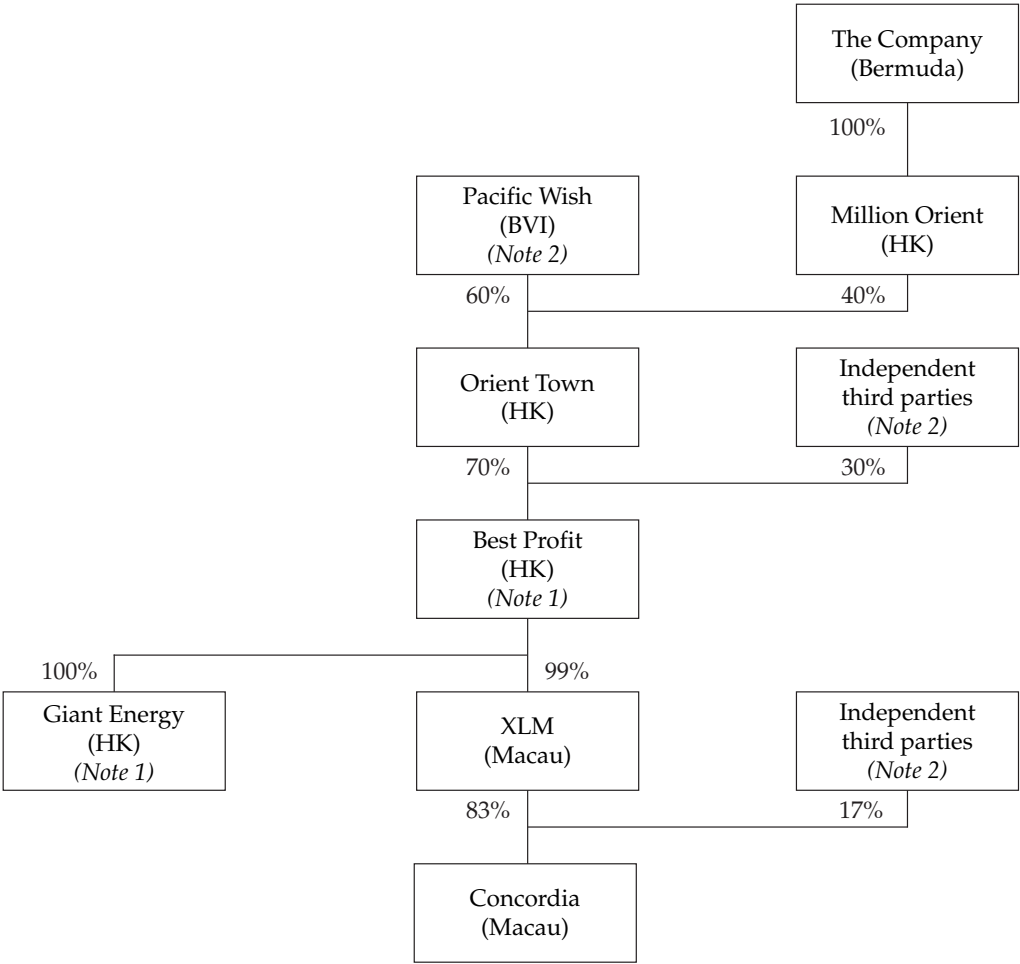 The Company
(Bermuda)
100%
Pacific Wish
(BVI)
(Note 2)
Million Orient
(HK)
60%
40%
Orient Town
(HK)
Independent
third parties
(Note 2)
70%
30%
Best Profit
(HK)
(Note 1)
100%
99%
Giant Energy
(HK)
(Note 1)
XLM
(Macau)
Independent
third parties
(Note 2)
83%
17%
Concordia
(Macau)